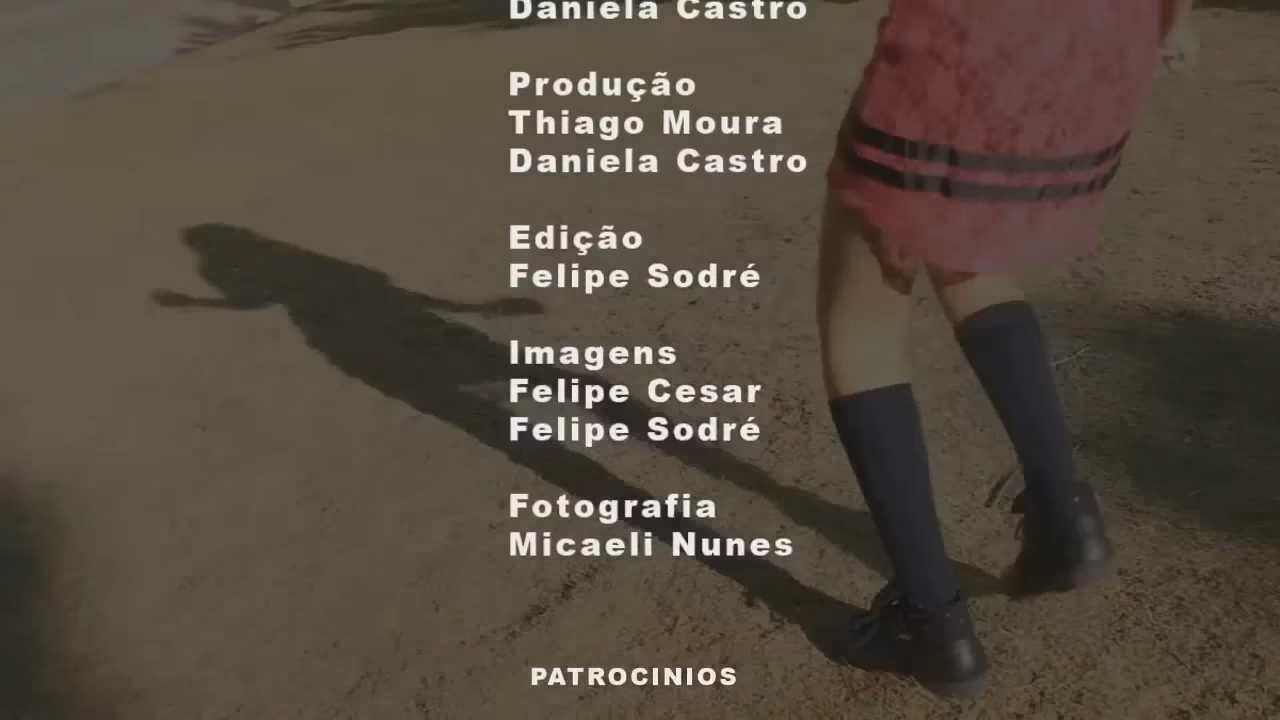 Daniela Castro
Produção
Thiago Moura
Daniela Castro
Edição
Felipe Sodré
Imagens
Felipe Cesar
Felipe Sodré
Fotografia
Micaeli Nunes
PATROCINIOS